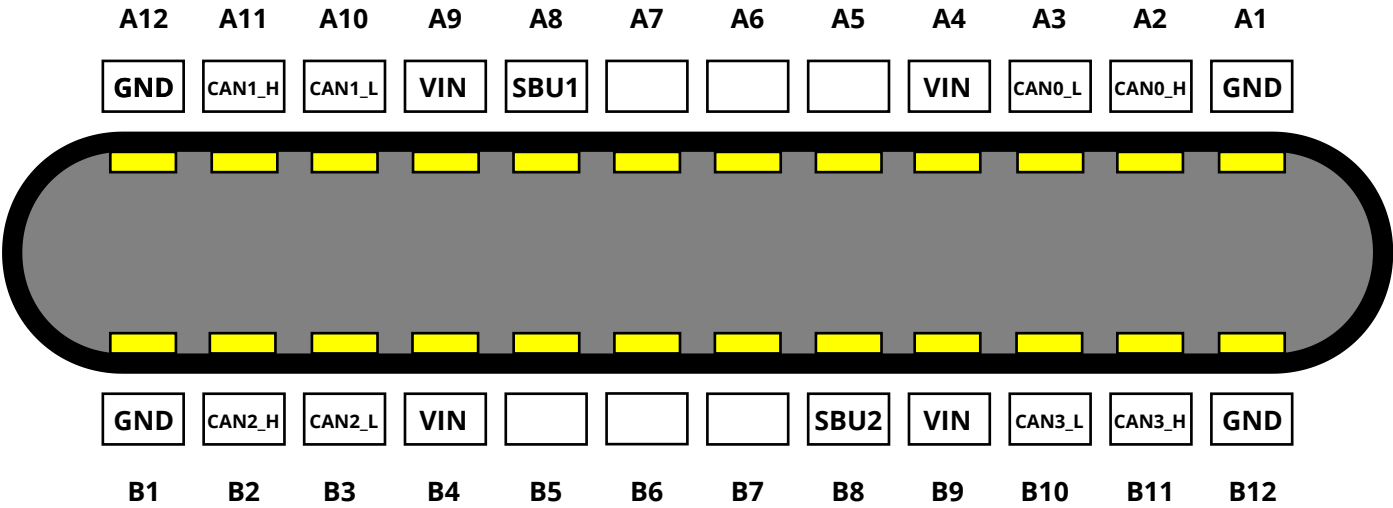 A12 A11 A10 A9 A8 A7 A6 A5 A4 A3 A2 A1
GND CAN1_H CAN1_L VIN SBU1 VIN CAN0_L CAN0_H GND
GND CAN2_H CAN2_L VIN SBU2 VIN CAN3_L CAN3_H GND
B1 B2 B3 B4 B5 B6 B7 B8 B9 B10 B11 B12